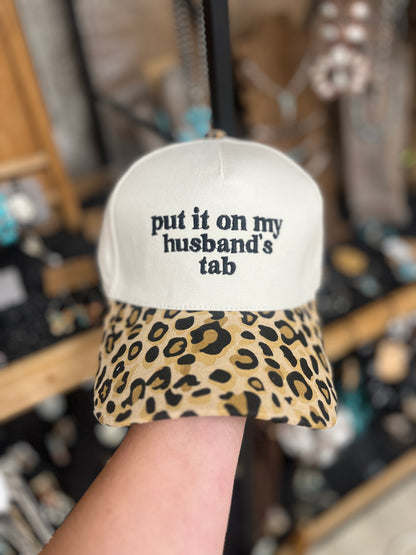 put it on my
husband's
tab